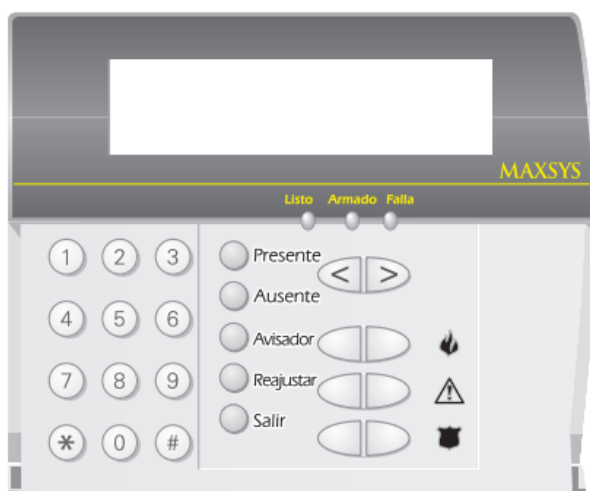 MAXSYS
Listo Armado Falla
1 2 3
Presente
< >
Ausente
4 5 6
Avisador
7 8 9
Reajustar
* 0 #
Salir